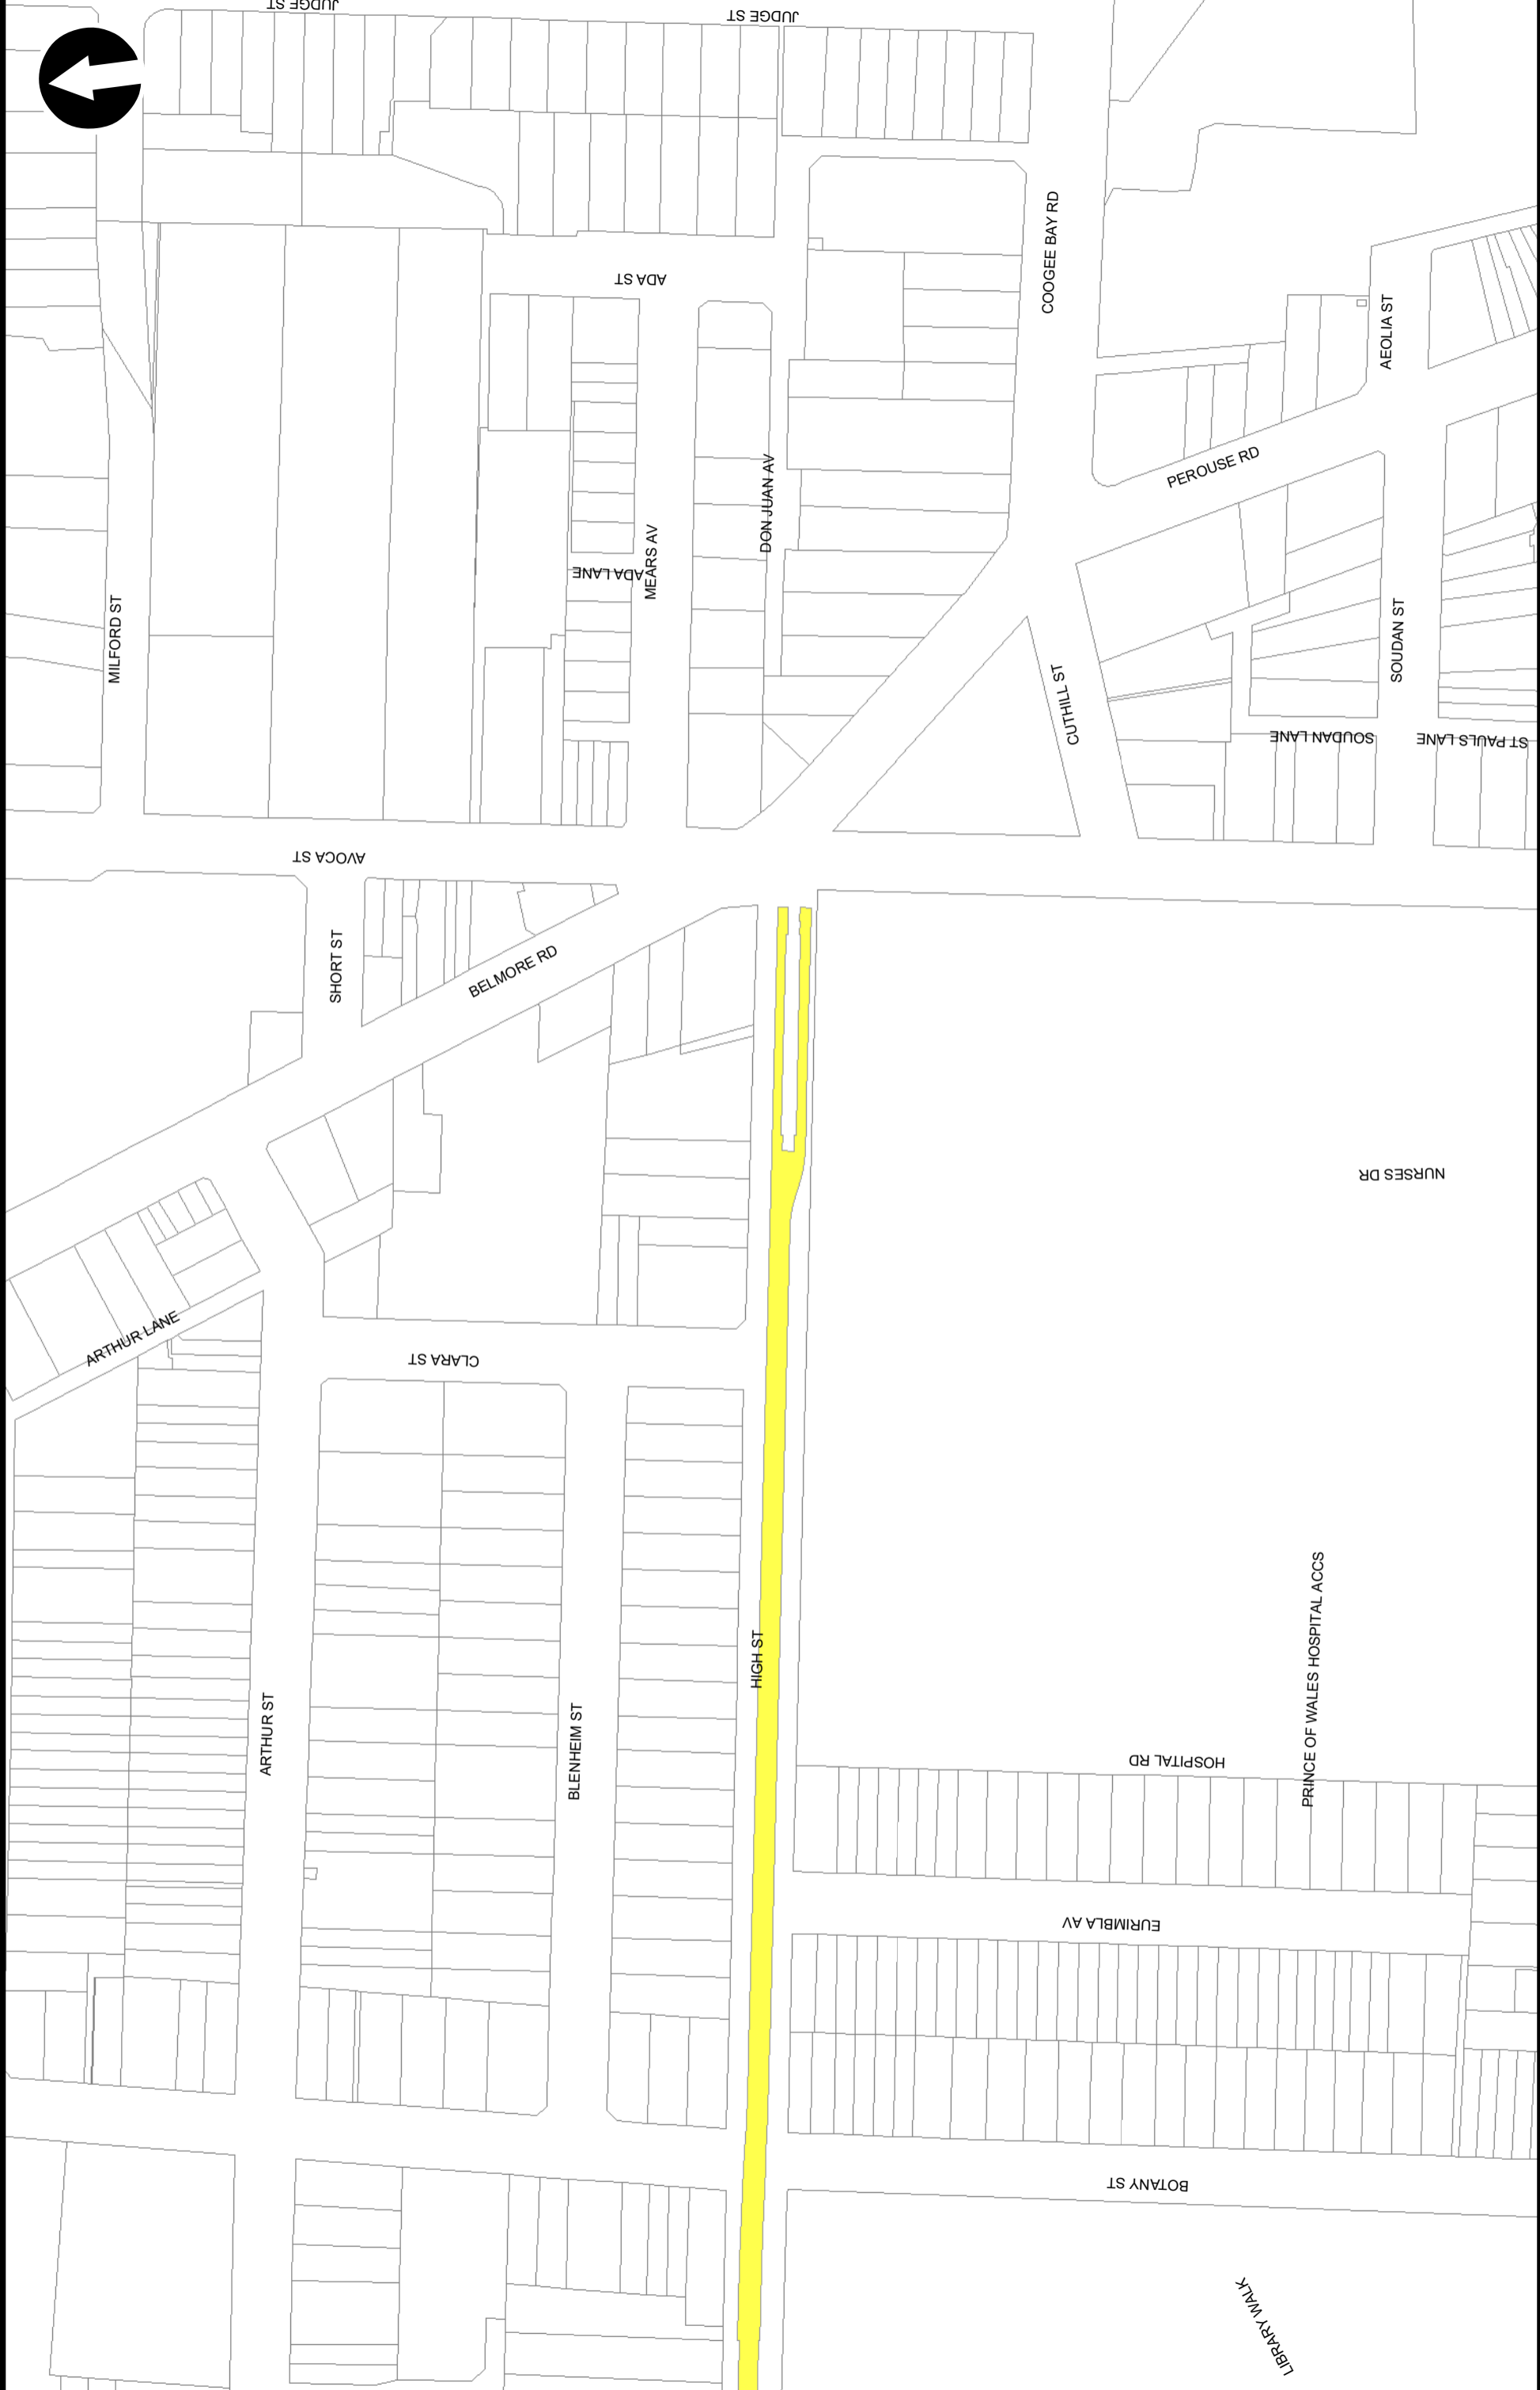 JUDGE ST
JUDGE ST
COOGEE BAY RD
ADA ST
AEOLIA ST
PEROUSE RD
DON JUAN AV
MEARS AV
ADA LANE
MILFORD ST
SOUDAN ST
CUTHILL ST
SOUDAN LANE
ST PAULS LANE
AVOCA ST
SHORT ST
BELMORE RD
NURSES DR
ARTHUR LANE
CLARA ST
HIGH ST
PRINCE OF WALES HOSPITAL ACCS
ARTHUR ST
BLENHEIM ST
HOSPITAL RD
EURIMBLA AV
BOTANY ST
LIBRARY WALK